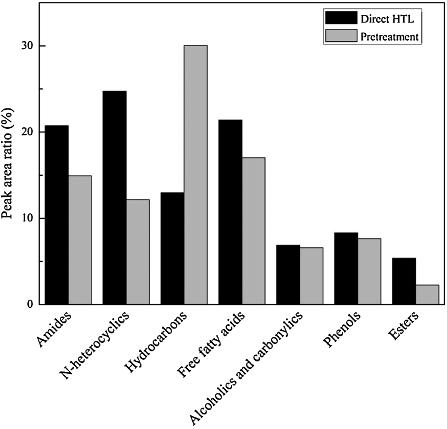 Direct HTL
Pretreatment
Peak area ratio (%)
30
20
10
0
Amides
N-heterocyclics
Hydrocarbons
Free fatty acids
Alcoholics and carbonylics
Phenols
Esters